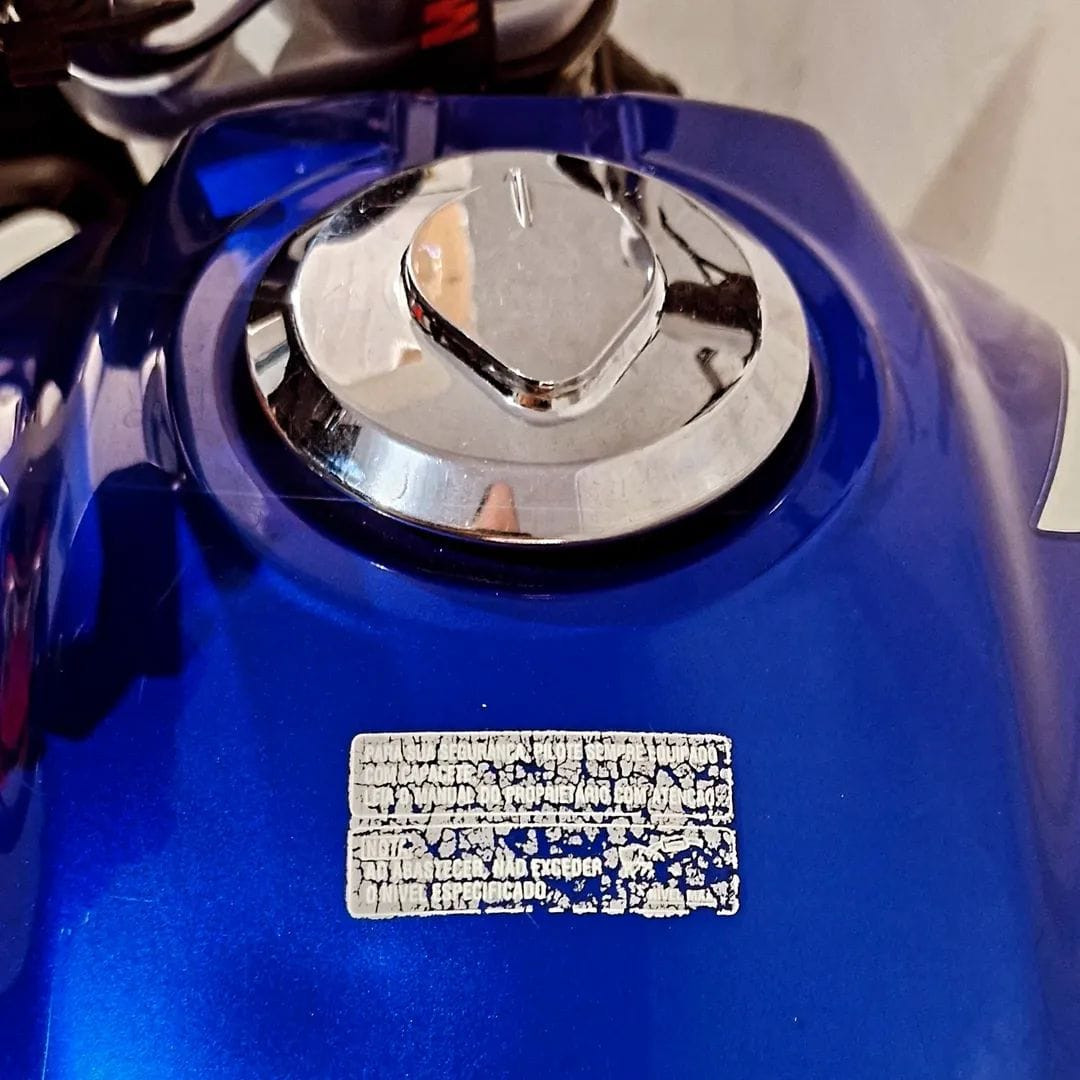 PARA SUA SEGURANÇA, PILOTE SEMPRE EQUIPADO
COM CAPACETE.
LEIA O MANUAL DO PROPRIETÁRIO COM ATENÇÃO.
NOTA:
AO ABASTECER, NÃO EXCEDER
O NÍVEL ESPECIFICADO.